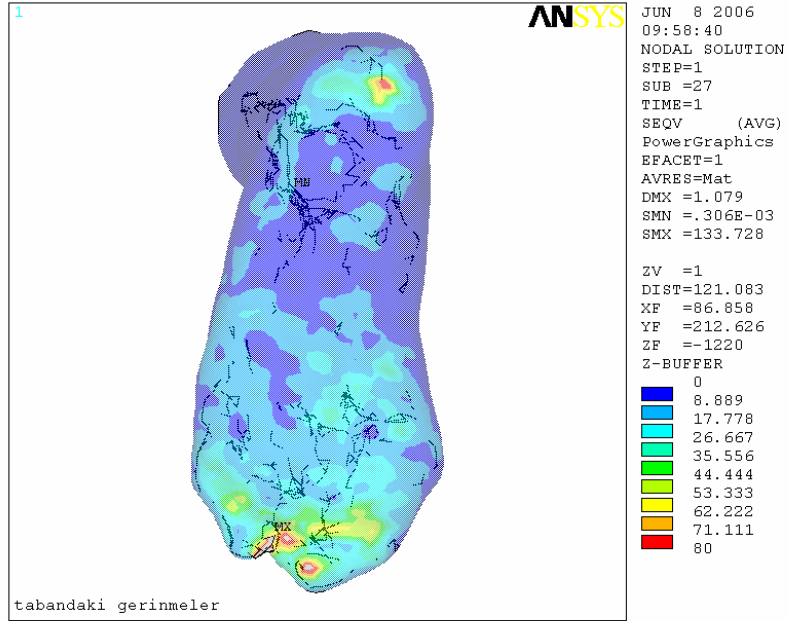 1
ANSYS
JUN 8 2006
09:58:40
NODAL SOLUTION
STEP=1
SUB =27
TIME=1
SEQV (AVG)
PowerGraphics
EFACET=1
AVRES=Mat
DMX =1.079
SMN =.306E-03
SMX =133.728
ZV =1
DIST=121.083
XF =86.858
YF =212.626
ZF =-1220
Z-BUFFER
0
8.889
17.778
26.667
35.556
44.444
53.333
62.222
71.111
80
MN
MX
tabandaki gerinmeler